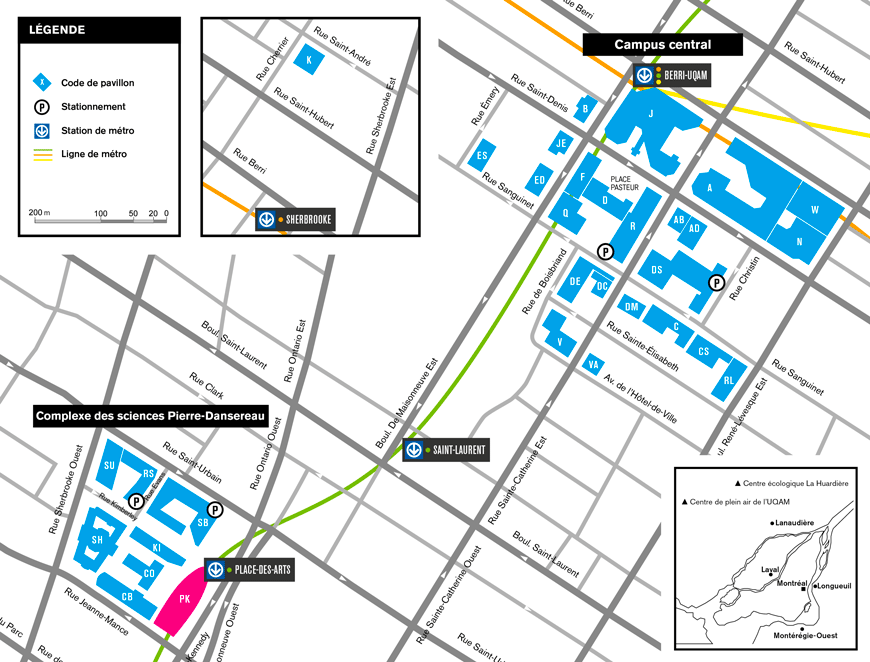 LÉGENDE
X
Code de pavillon
P
Stationnement
Station de métro
Ligne de métro
200 m
100
50
20
0
Rue Saint-André
Rue Cherrier
K
Rue Saint-Hubert
Rue Sherbrooke Est
Rue Berri
SHERBROOKE
Rue Berri
Campus central
Rue Saint-Hubert
BERRI-UQAM
Rue Saint-Denis
Rue Émery
B
J
JE
ES
ED
F
PLACE
PASTEUR
D
A
W
Rue Sanguinet
Q
R
AB
AD
N
P
DS
P
Rue Christin
Rue de Boisbriand
DE
DC
DM
C
CS
RL
V
VA
Rue Sainte-Élisabeth
Rue Sanguinet
Av. de l'Hôtel-de-Ville
Rue Ontario Est
Boul. Saint-Laurent
Rue Clark
Boul. De Maisonneuve Est
Complexe des sciences Pierre-Dansereau
Rue Sherbrooke Ouest
Rue Saint-Urbain
Rue Ontario Ouest
SAINT-LAURENT
Rue Sainte-Catherine Est
ul. René-Lévesque Est
SU
RS
Rue Evans
Rue Kimberley
P
P
SB
SH
KI
CO
CB
PK
PLACE-DES-ARTS
Rue Jeanne-Mance
Rue Sainte-Catherine Ouest
Boul. Saint-Laurent
du Parc
Rue de
Kennedy
onneuve Ouest
Rue Saint-U
Centre écologique La Huardière
Centre de plein air de l'UQAM
Lanaudière
Laval
Montréal
Longueuil
Montérégie-Ouest